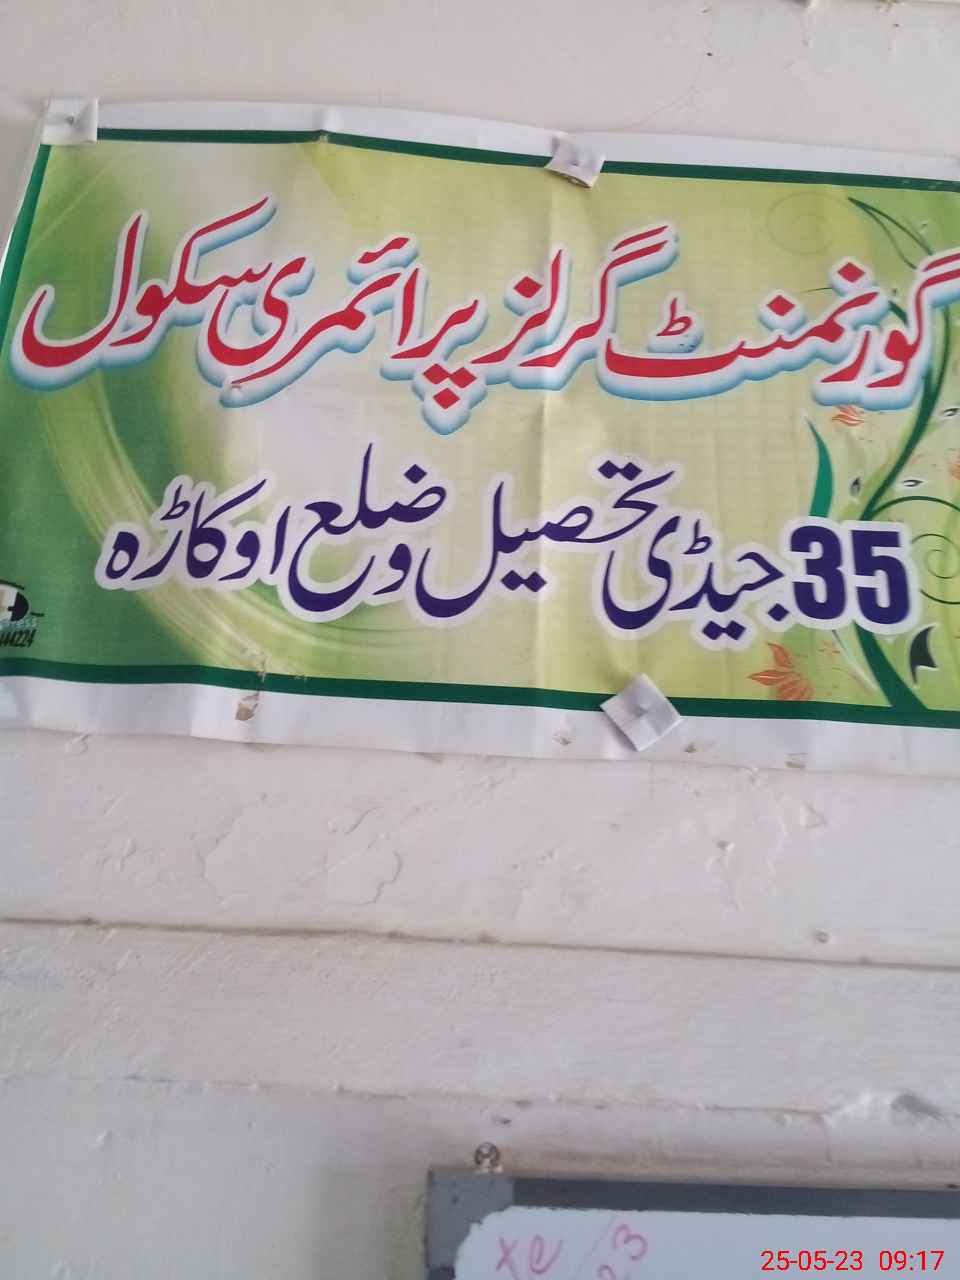 گورنمنٹ گرلز پرائمری سکول
35 جیڈی تحصیل و ضلع اوکاڑہ
25-05-23 09:17